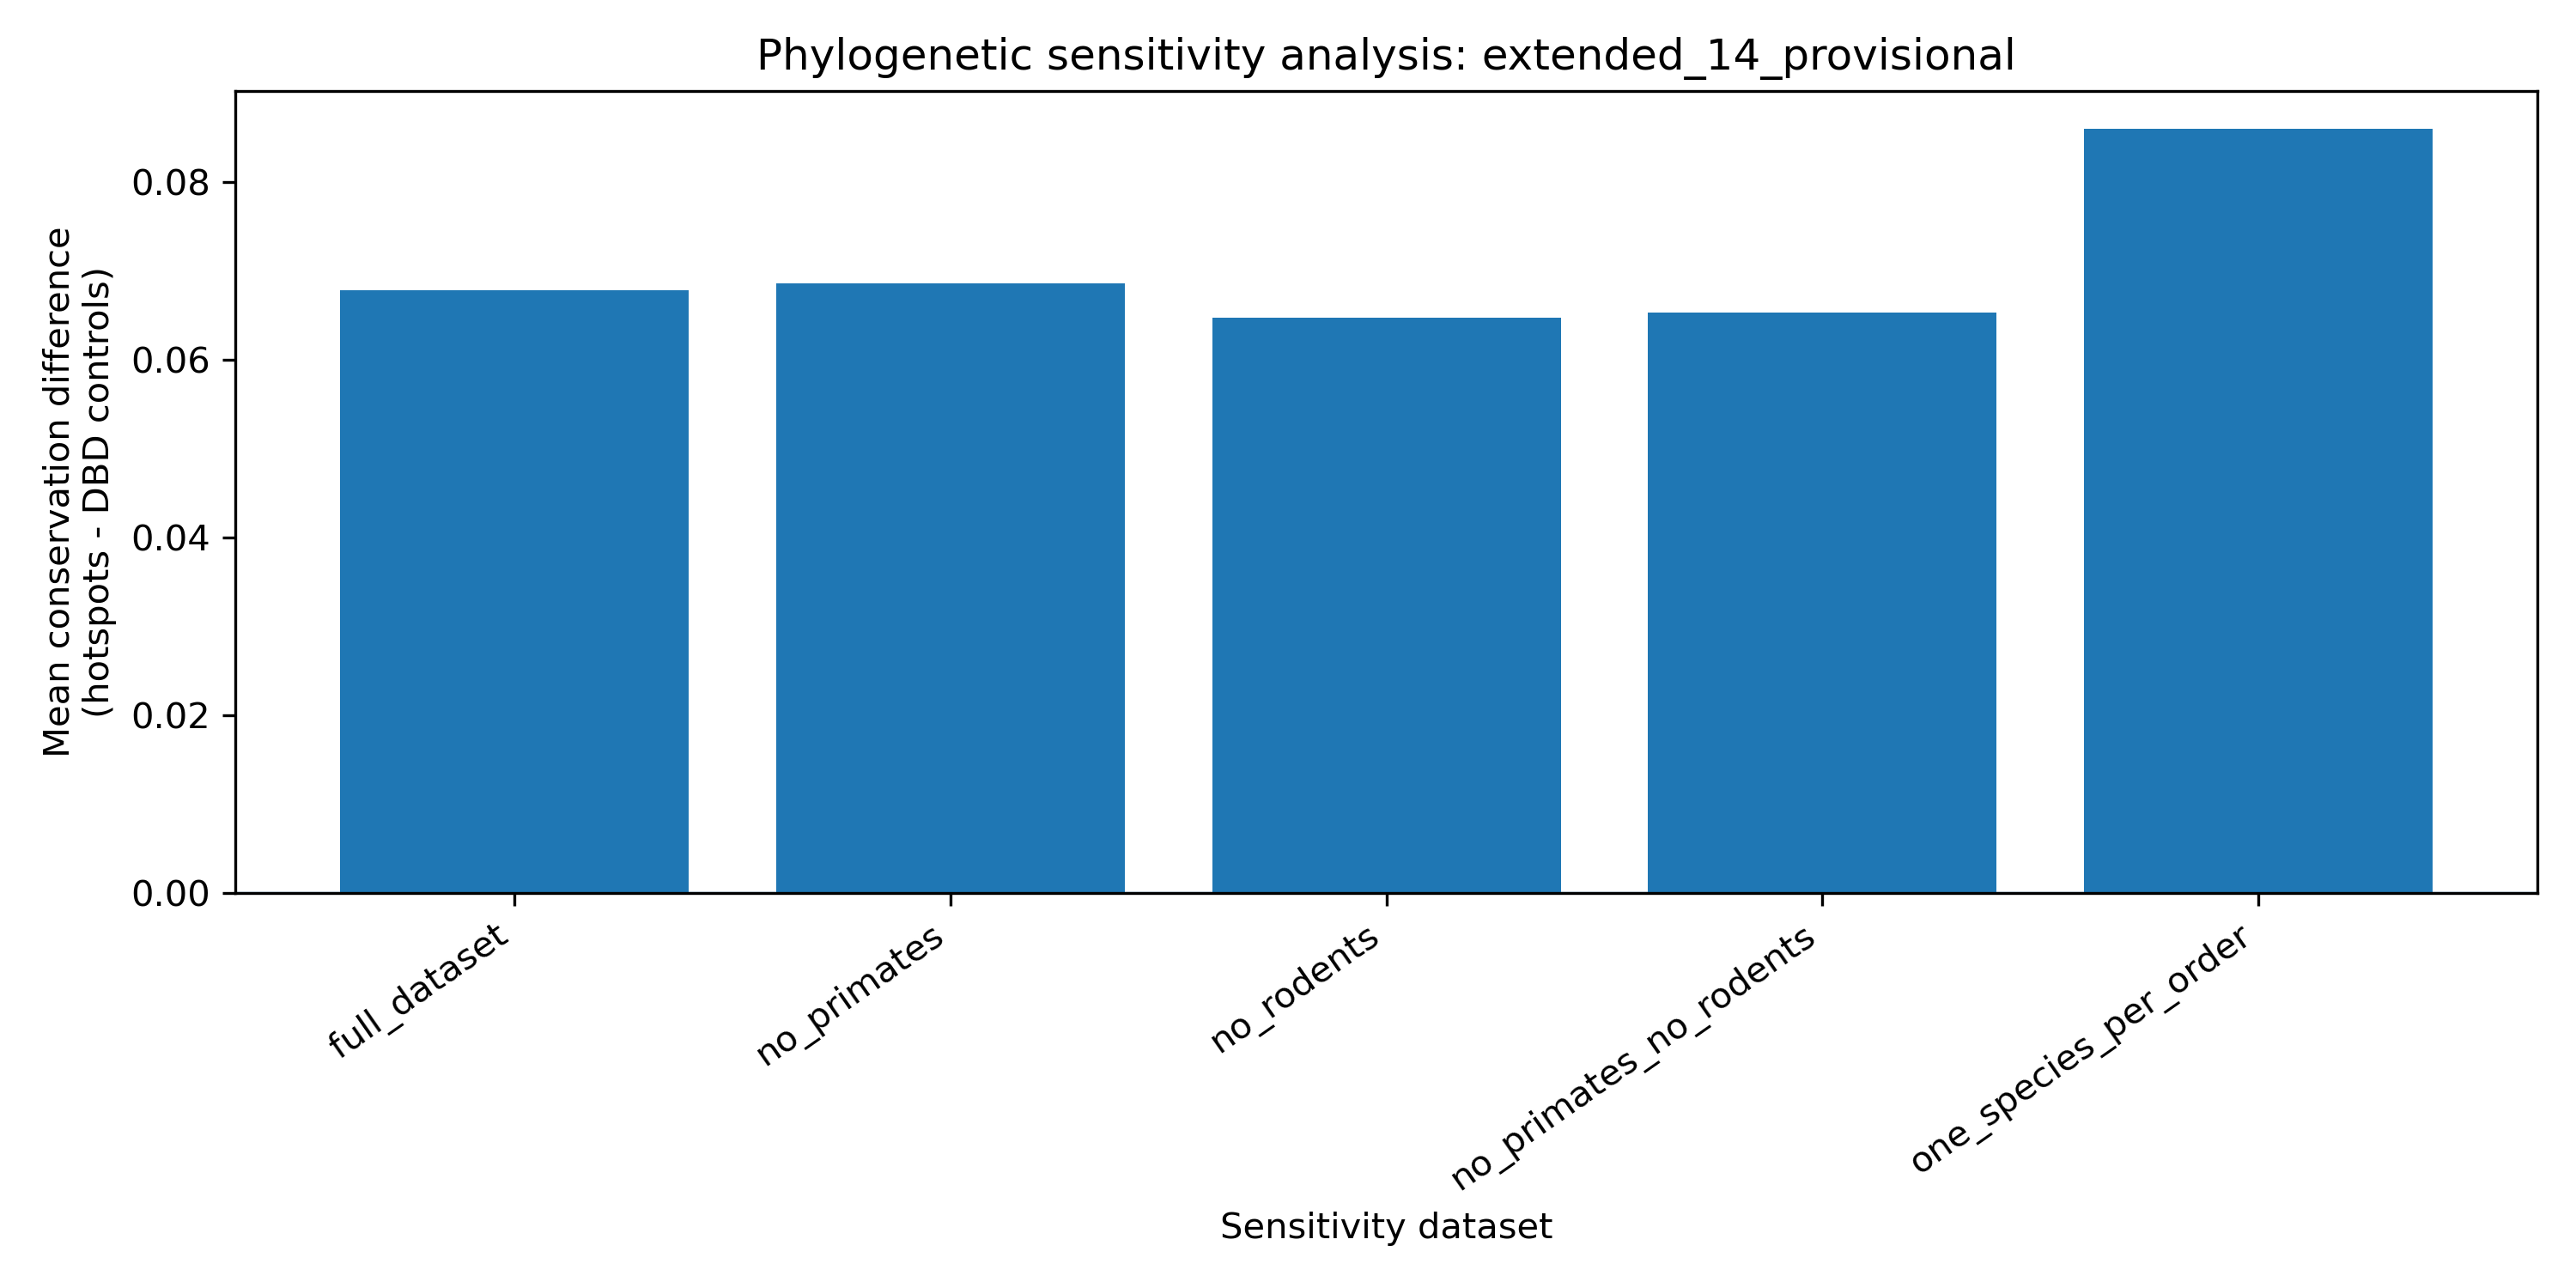 Phylogenetic sensitivity analysis: extended_14_provisional
Mean conservation difference
(hotspots - DBD controls)
0.08
0.06
0.04
0.02
0.00
full_dataset
no_primates
no_rodents
no_primates_no_rodents
one_species_per_order
Sensitivity dataset